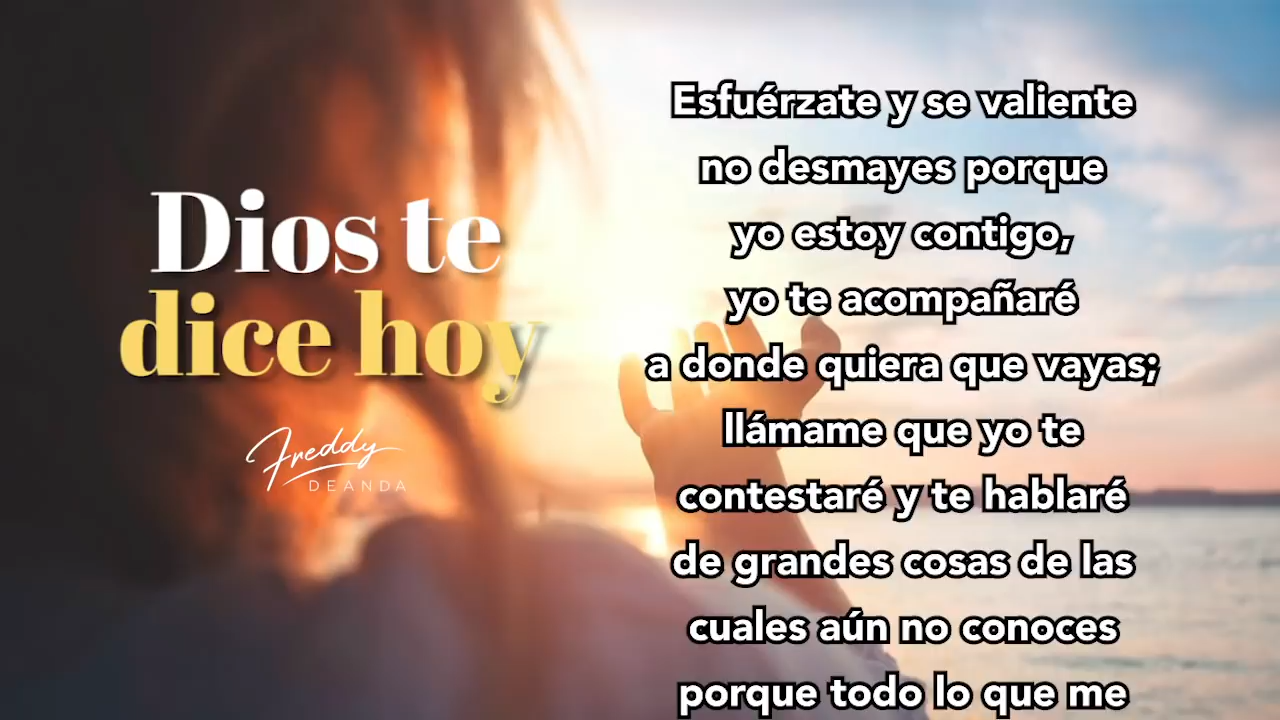 Dios te
dice hoy
Freddy
DEANDA
Esfuérzate y se valiente
no desmayes porque
yo estoy contigo,
yo te acompañaré
a donde quiera que vayas;
llámame que yo te
contestaré y te hablaré
de grandes cosas de las
cuales aún no conoces
porque todo lo que me